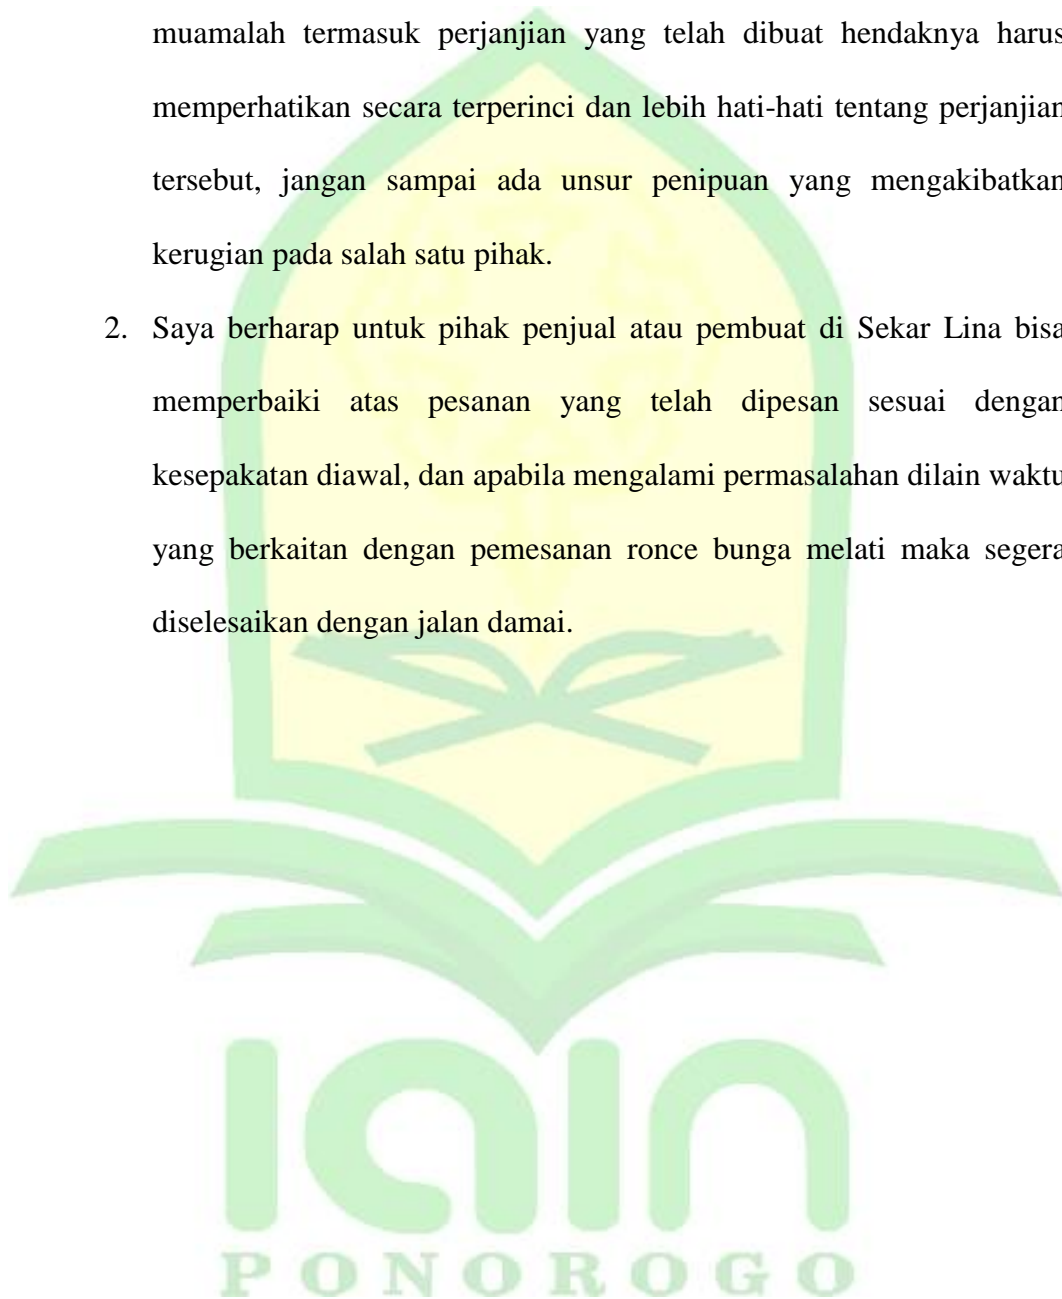 muamalah termasuk perjanjian yang telah dibuat hendaknya harus
memperhatikan secara terperinci dan lebih hati-hati tentang perjanjian
tersebut, jangan sampai ada unsur penipuan yang mengakibatkan
kerugian pada salah satu pihak.
2. Saya berharap untuk pihak penjual atau pembuat di Sekar Lina bisa
memperbaiki atas pesanan yang telah dipesan sesuai dengan
kesepakatan diawal, dan apabila mengalami permasalahan dilain waktu
yang berkaitan dengan pemesanan ronce bunga melati maka segera
diselesaikan dengan jalan damai.
iain
PONOROGO